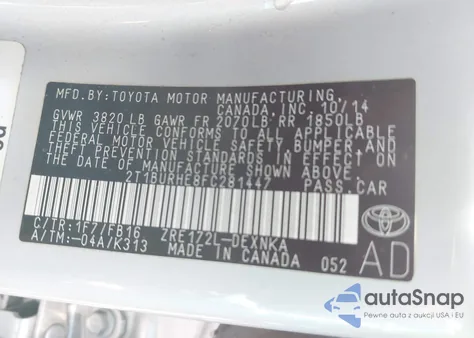 MFD.BY:TOYOTA MOTOR MANUFACTURING,
CANADA, INC. 10/14
GVWR 3820 LB GAWR FR 2070LB, RR 1850LB
THIS VEHICLE CONFORMS TO ALL APPLICABLE
FEDERAL MOTOR VEHICLE SAFETY, BUMPER AND
THEFT PREVENTION STANDARDS IN EFFECT ON
THE DATE OF MANUFACTURE SHOWN ABOVE.
2T1BURHE8FC281447 PASS.CAR
C/TR:1F7/FB16 ZRE172L-DEXNKA
A/TM:-04A/K313 MADE IN CANADA 052
TOYOTA
AD
autoSnap
Pewne auta z aukcji USA i EU